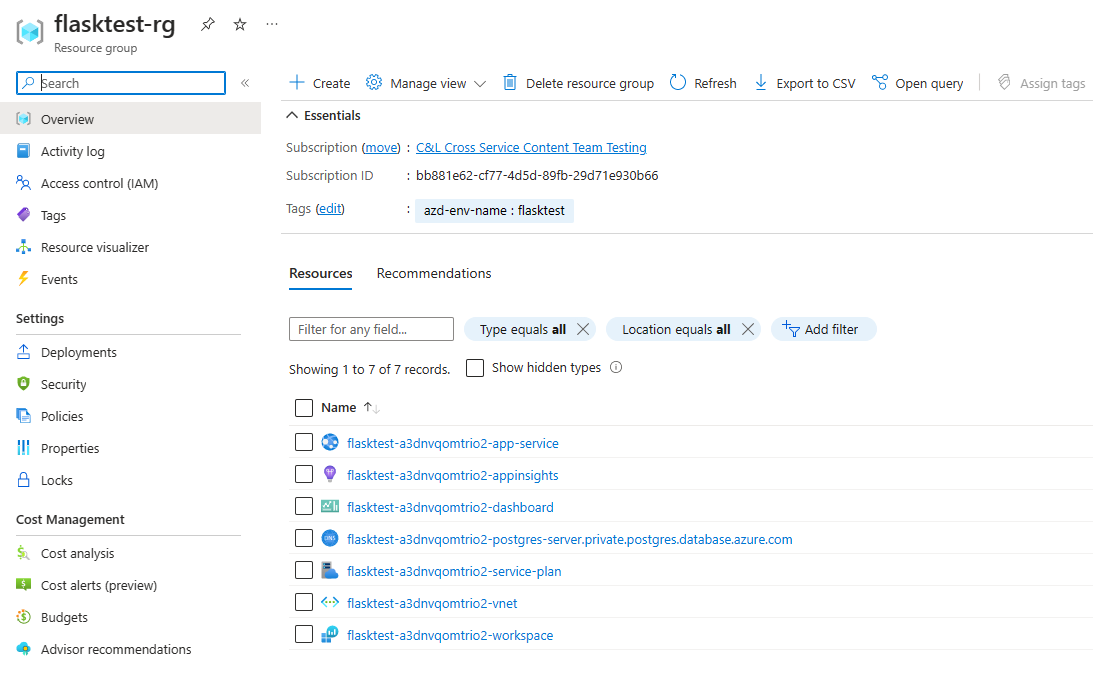 flasktest-rg
Resource group
Search
Create
Manage view
Delete resource group
Refresh
Export to CSV
Open query
Assign tags
Overview
Activity log
Access control (IAM)
Tags
Resource visualizer
Events
Settings
Deployments
Security
Policies
Properties
Locks
Cost Management
Cost analysis
Cost alerts (preview)
Budgets
Advisor recommendations
Essentials
Subscription (move) : C&L Cross Service Content Team Testing
Subscription ID : bb881e62-cf77-4d5d-89fb-29d71e930b66
Tags (edit) : azd-env-name : flasktest
Resources Recommendations
Filter for any field... Type equals all Location equals all Add filter
Showing 1 to 7 of 7 records. Show hidden types
Name
flasktest-a3dnvqomtrio2-app-service
flasktest-a3dnvqomtrio2-appinsights
flasktest-a3dnvqomtrio2-dashboard
DNS flasktest-a3dnvqomtrio2-postgres-server.private.postgres.database.azure.com
flasktest-a3dnvqomtrio2-service-plan
flasktest-a3dnvqomtrio2-vnet
flasktest-a3dnvqomtrio2-workspace